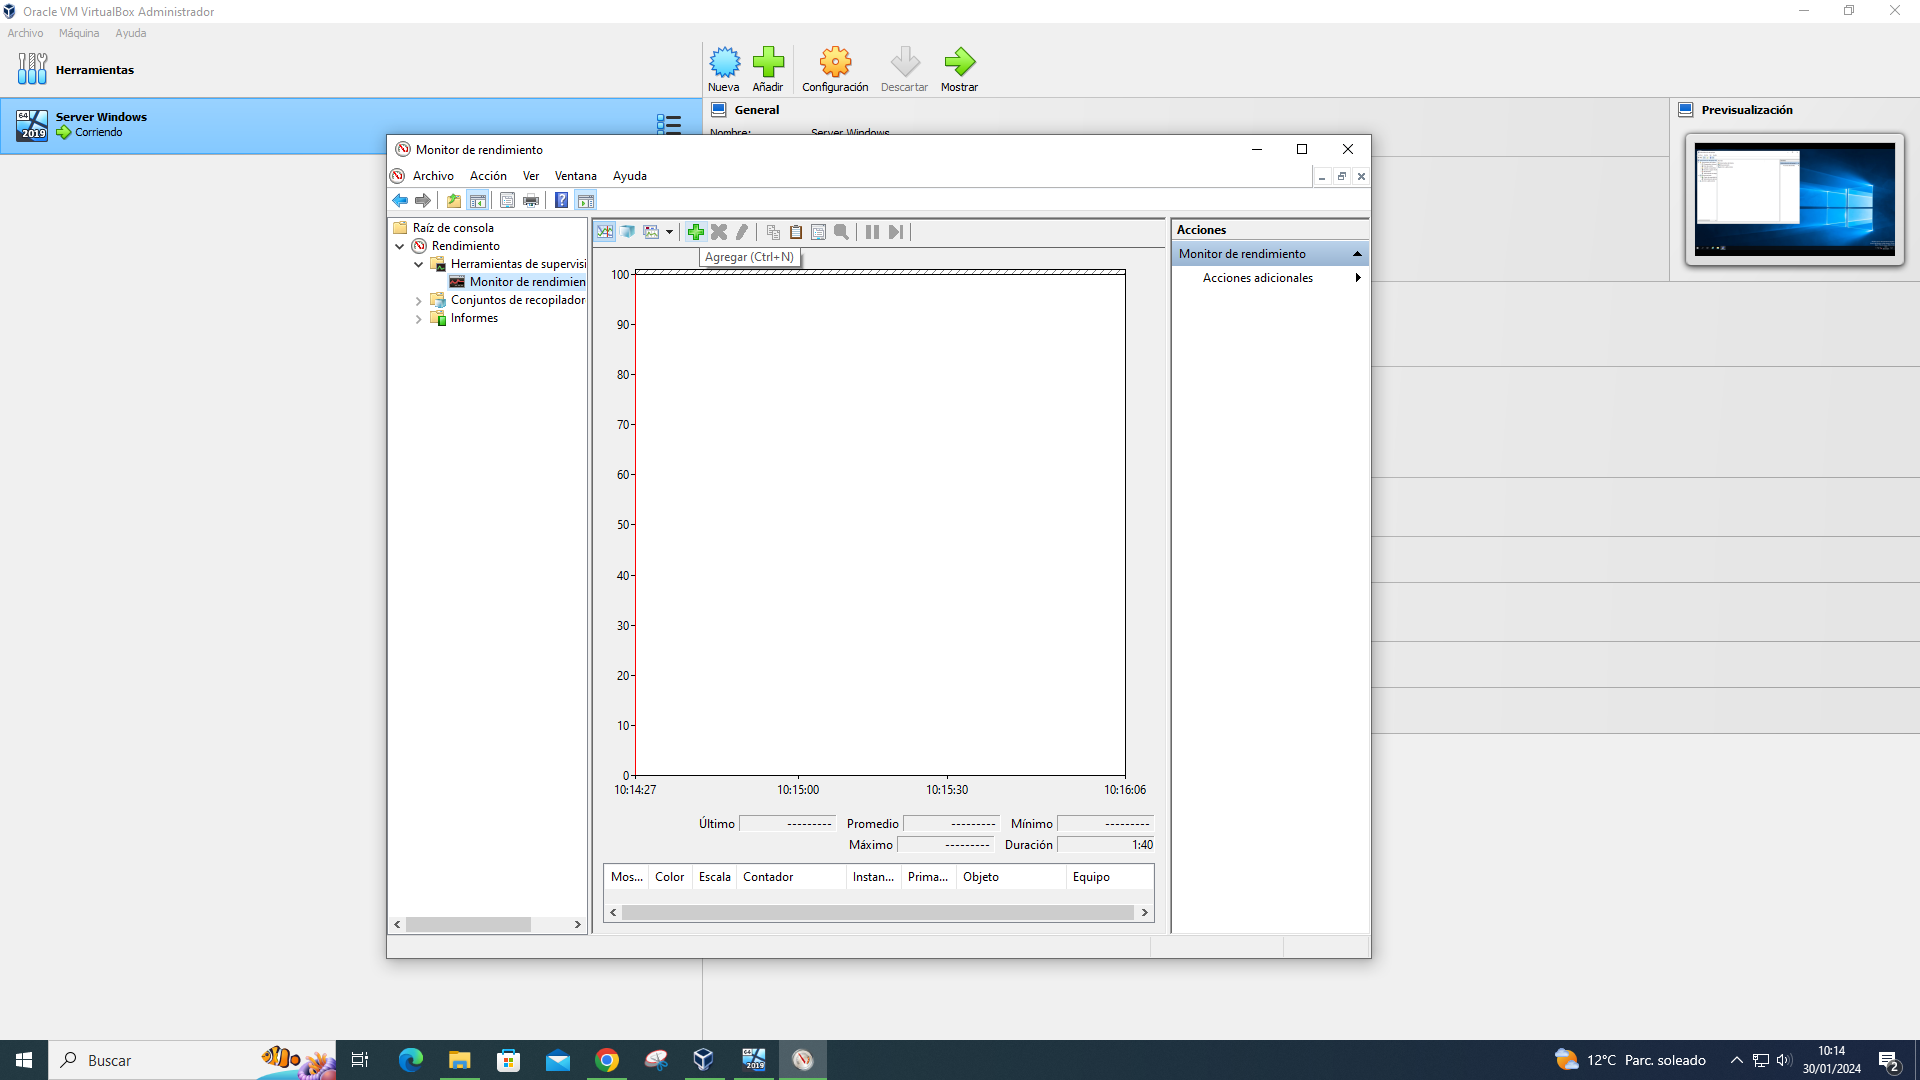 Oracle VM VirtualBox Administrador
Archivo Máquina Ayuda
Herramientas
Nueva Añadir Configuración Descartar Mostrar
64
2019
Server Windows
Corriendo
General
Nombre: Server Windows
Previsualización
Monitor de rendimiento
Archivo Acción Ver Ventana Ayuda
Raíz de consola
Rendimiento
Herramientas de supervisi
Monitor de rendimien
Conjuntos de recopilador
Informes
Agregar (Ctrl+N)
100
90
80
70
60
50
40
30
20
10
0
10:14:27 10:15:00 10:15:30 10:16:06
Último --------- Promedio --------- Mínimo ---------
Máximo --------- Duración 1:40
Mos... Color Escala Contador Instan... Prima... Objeto Equipo
Acciones
Monitor de rendimiento
Acciones adicionales
Buscar
64
2019
12°C Parc. soleado
10:14
30/01/2024
2